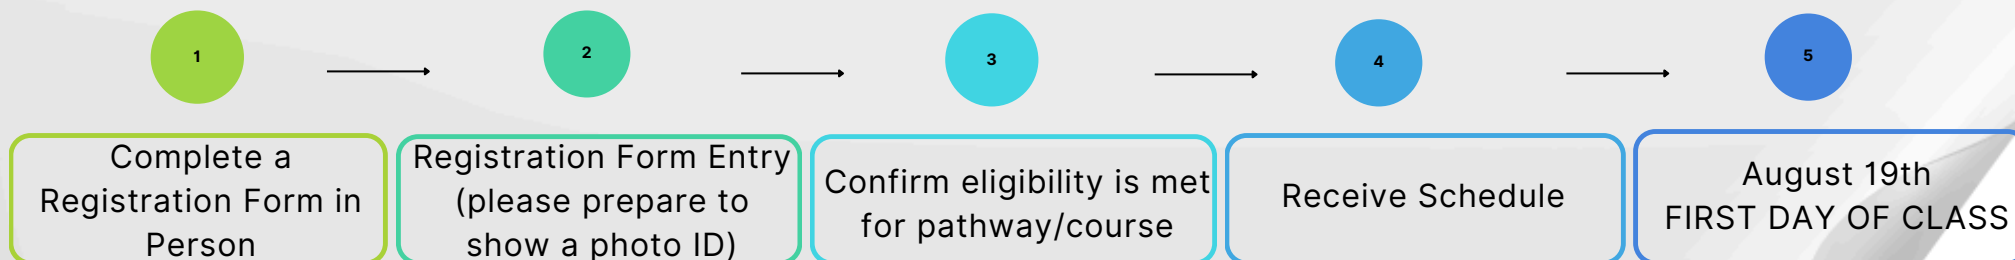 1
2
3
4
5
Complete a
Registration Form in
Person
Registration Form Entry
(please prepare to
show a photo ID)
Confirm eligibility is met
for pathway/course
Receive Schedule
August 19th
FIRST DAY OF CLASS